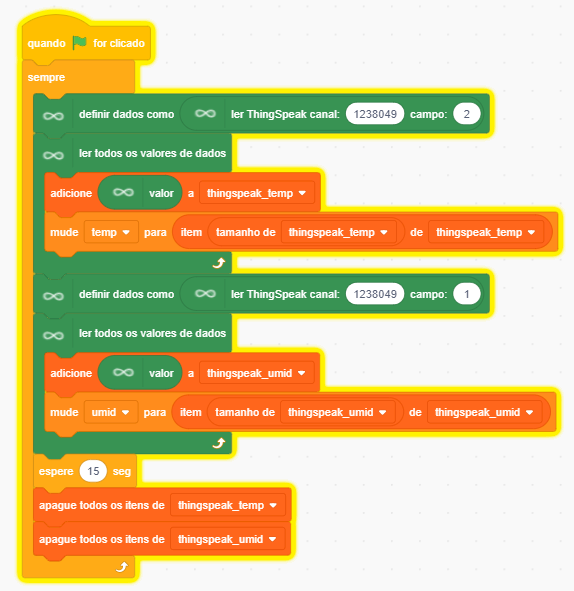 quando for clicado
sempre
definir dados como ler ThingSpeak canal: 1238049 campo: 2
ler todos os valores de dados
adicione valor a thingspeak_temp
mude temp para item tamanho de thingspeak_temp de thingspeak_temp
definir dados como ler ThingSpeak canal: 1238049 campo: 1
ler todos os valores de dados
adicione valor a thingspeak_umid
mude umid para item tamanho de thingspeak_umid de thingspeak_umid
espere 15 seg
apague todos os itens de thingspeak_temp
apague todos os itens de thingspeak_umid